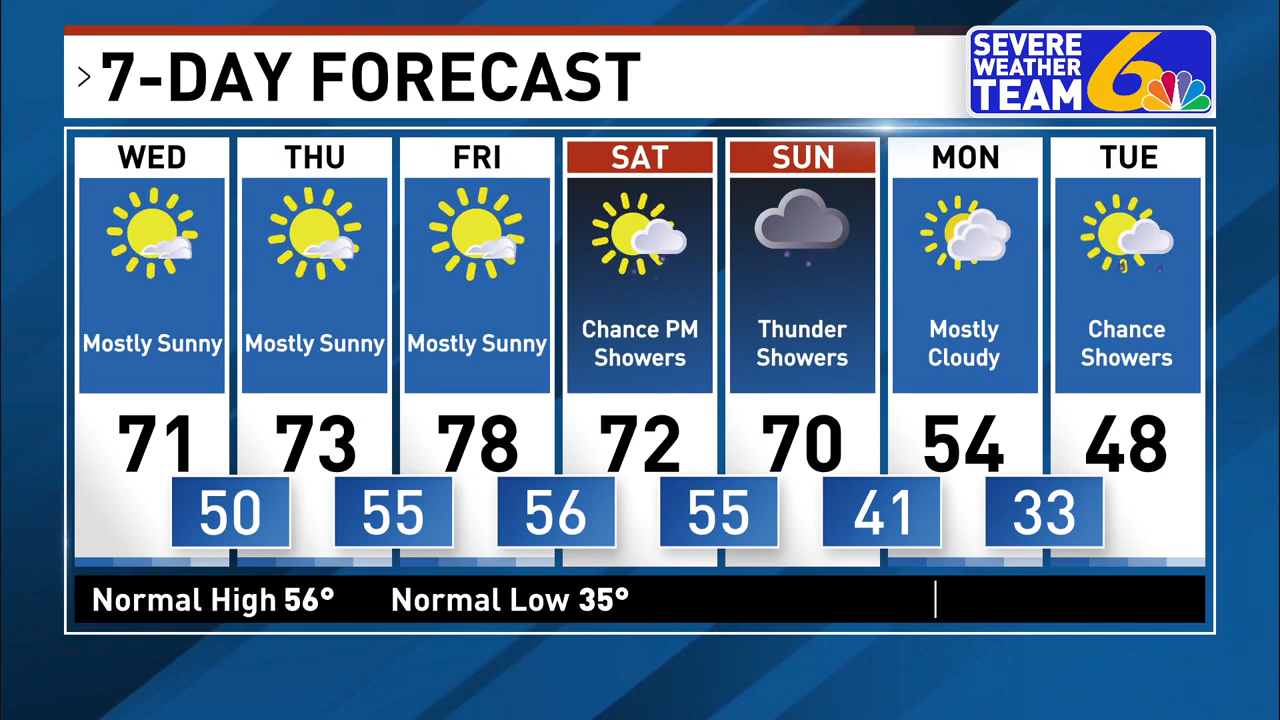 > 7-DAY FORECAST
SEVERE
WEATHER
TEAM 6
WED THU FRI SAT SUN MON TUE
Mostly Sunny Mostly Sunny Mostly Sunny Chance PM Showers Thunder Showers Mostly Cloudy Chance Showers
71 73 78 72 70 54 48
50 55 56 55 41 33
Normal High 56° Normal Low 35°